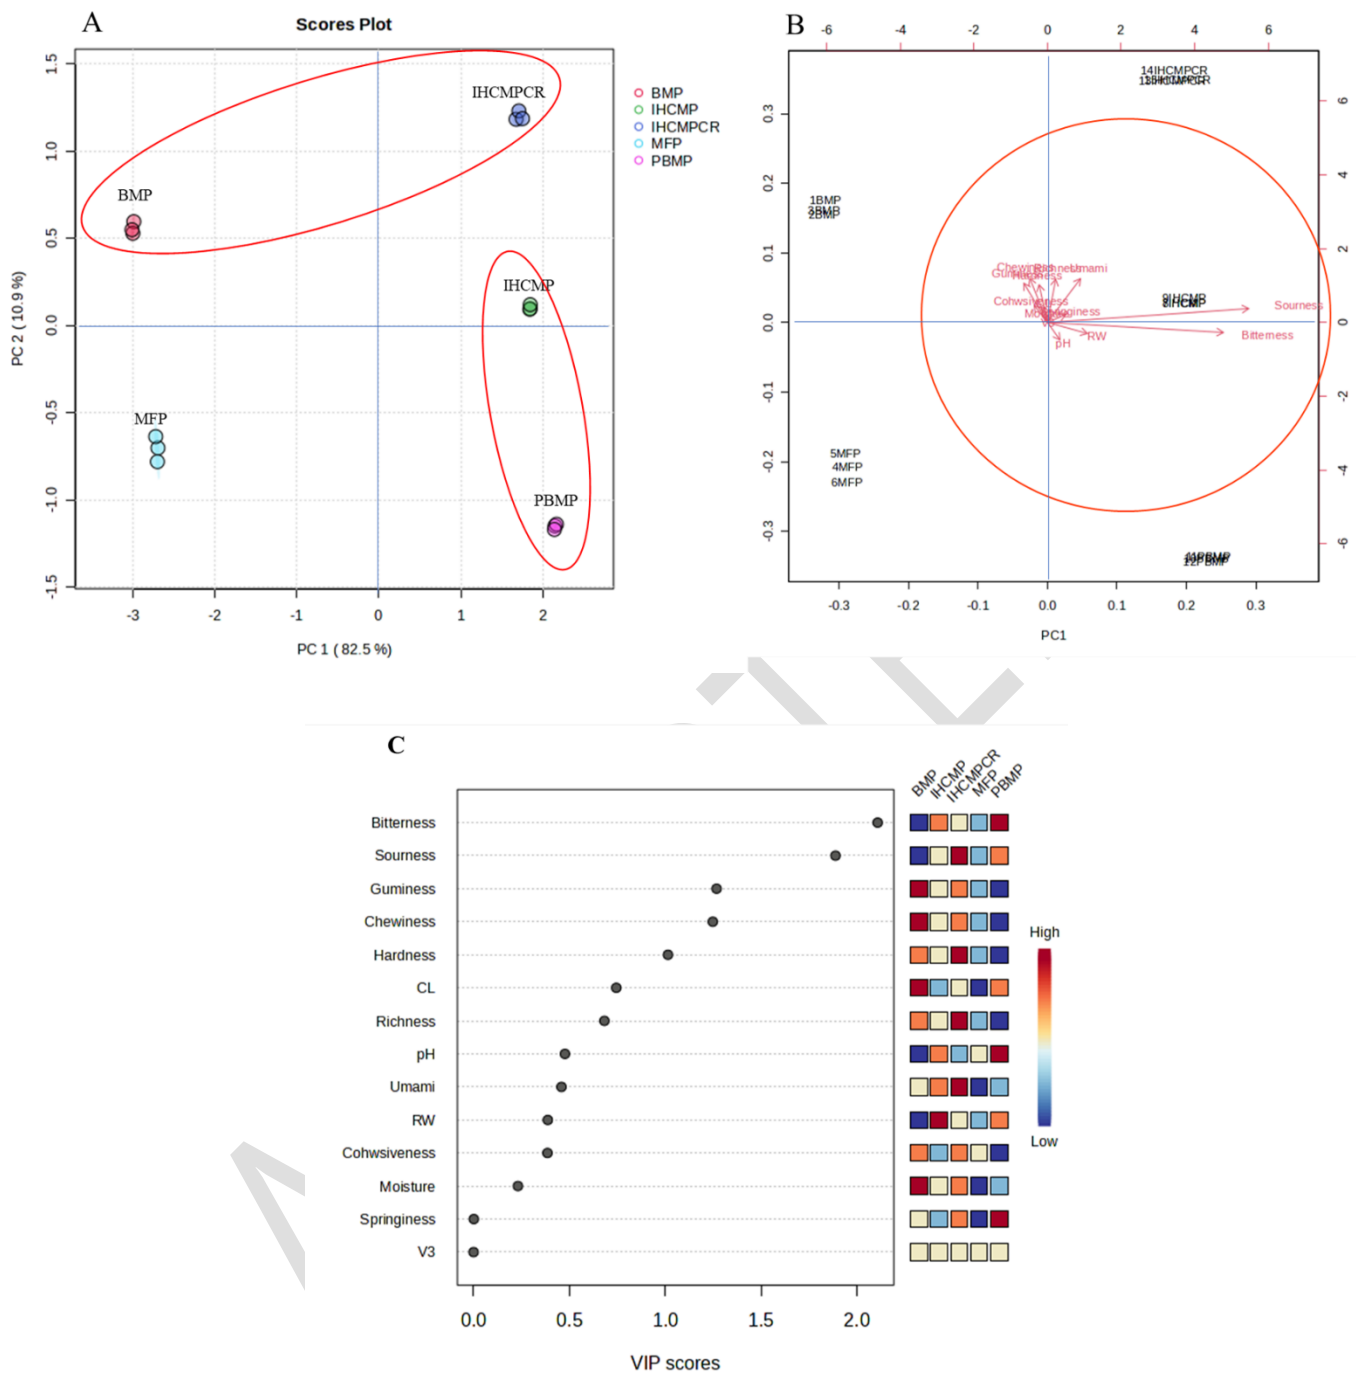 A
Scores Plot
IHCMPCR
BMP
IHCMP
MFP
PBMP
BMP
IHCMP
IHCMPCR
MFP
PBMP
1.5
1.0
0.5
0.0
-0.5
-1.0
-1.5
PC 2 ( 10.9 %)
-3 -2 -1 0 1 2
PC 1 ( 82.5 %)
B
-6 -4 -2 0 2 4 6
14IHCMPCR
1BMP
2BMP
Chewiness
Richness
Umami
Cohwsiveness
Sourness
Bitterness
pH
RW
5MFP
4MFP
6MFP
12PBMP
0.3
0.2
0.1
0.0
-0.1
-0.2
-0.3
6
4
2
0
-2
-4
-6
-0.3 -0.2 -0.1 0.0 0.1 0.2 0.3
PC1
C
BMP IHCMP IHCMPCR MFP PBMP
Bitterness
Sourness
Guminess
Chewiness
Hardness
CL
Richness
pH
Umami
RW
Cohwsiveness
Moisture
Springiness
V3
High
Low
0.0 0.5 1.0 1.5 2.0
VIP scores